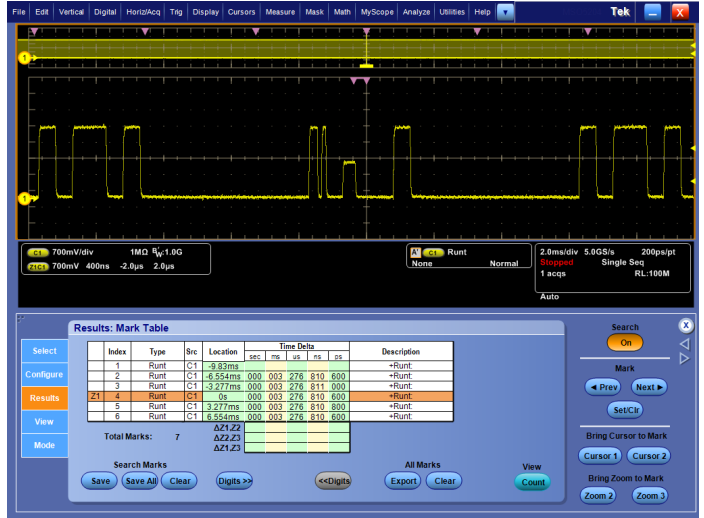 File Edit Vertical Digital Horiz/Acq Trig Display Cursors Measure Mask Math MyScope Analyze Utilities Help Tek X
1
1
C1 700mV/div 1MΩ BW:1.0G
Z1C1 700mV 400ns -2.0µs 2.0µs
A' C1 Runt
None Normal
2.0ms/div 5.0GS/s 200ps/pt
Stopped Single Seq
1 acqs RL:100M
Auto
Results: Mark Table
X
Select
Configure
Results
View
Mode
Index Type Src Location Time Delta Description
sec ms us ns ps
1 Runt C1 -9.83ms +Runt:
2 Runt C1 -6.554ms 000 003 276 810 600 +Runt:
3 Runt C1 -3.277ms 000 003 276 811 000 +Runt:
Z1 4 Runt C1 0s 000 003 276 810 600 +Runt:
5 Runt C1 3.277ms 000 003 276 810 800 +Runt:
6 Runt C1 6.554ms 000 003 276 810 600 +Runt:
Total Marks: 7
ΔZ1,Z2
ΔZ2,Z3
ΔZ1,Z3
Search Marks
Save Save All Clear Digits >> <<Digits
All Marks
Export Clear
View
Count
Search
On
Mark
◄ Prev Next ►
Set/Clr
Bring Cursor to Mark
Cursor 1 Cursor 2
Bring Zoom to Mark
Zoom 2 Zoom 3